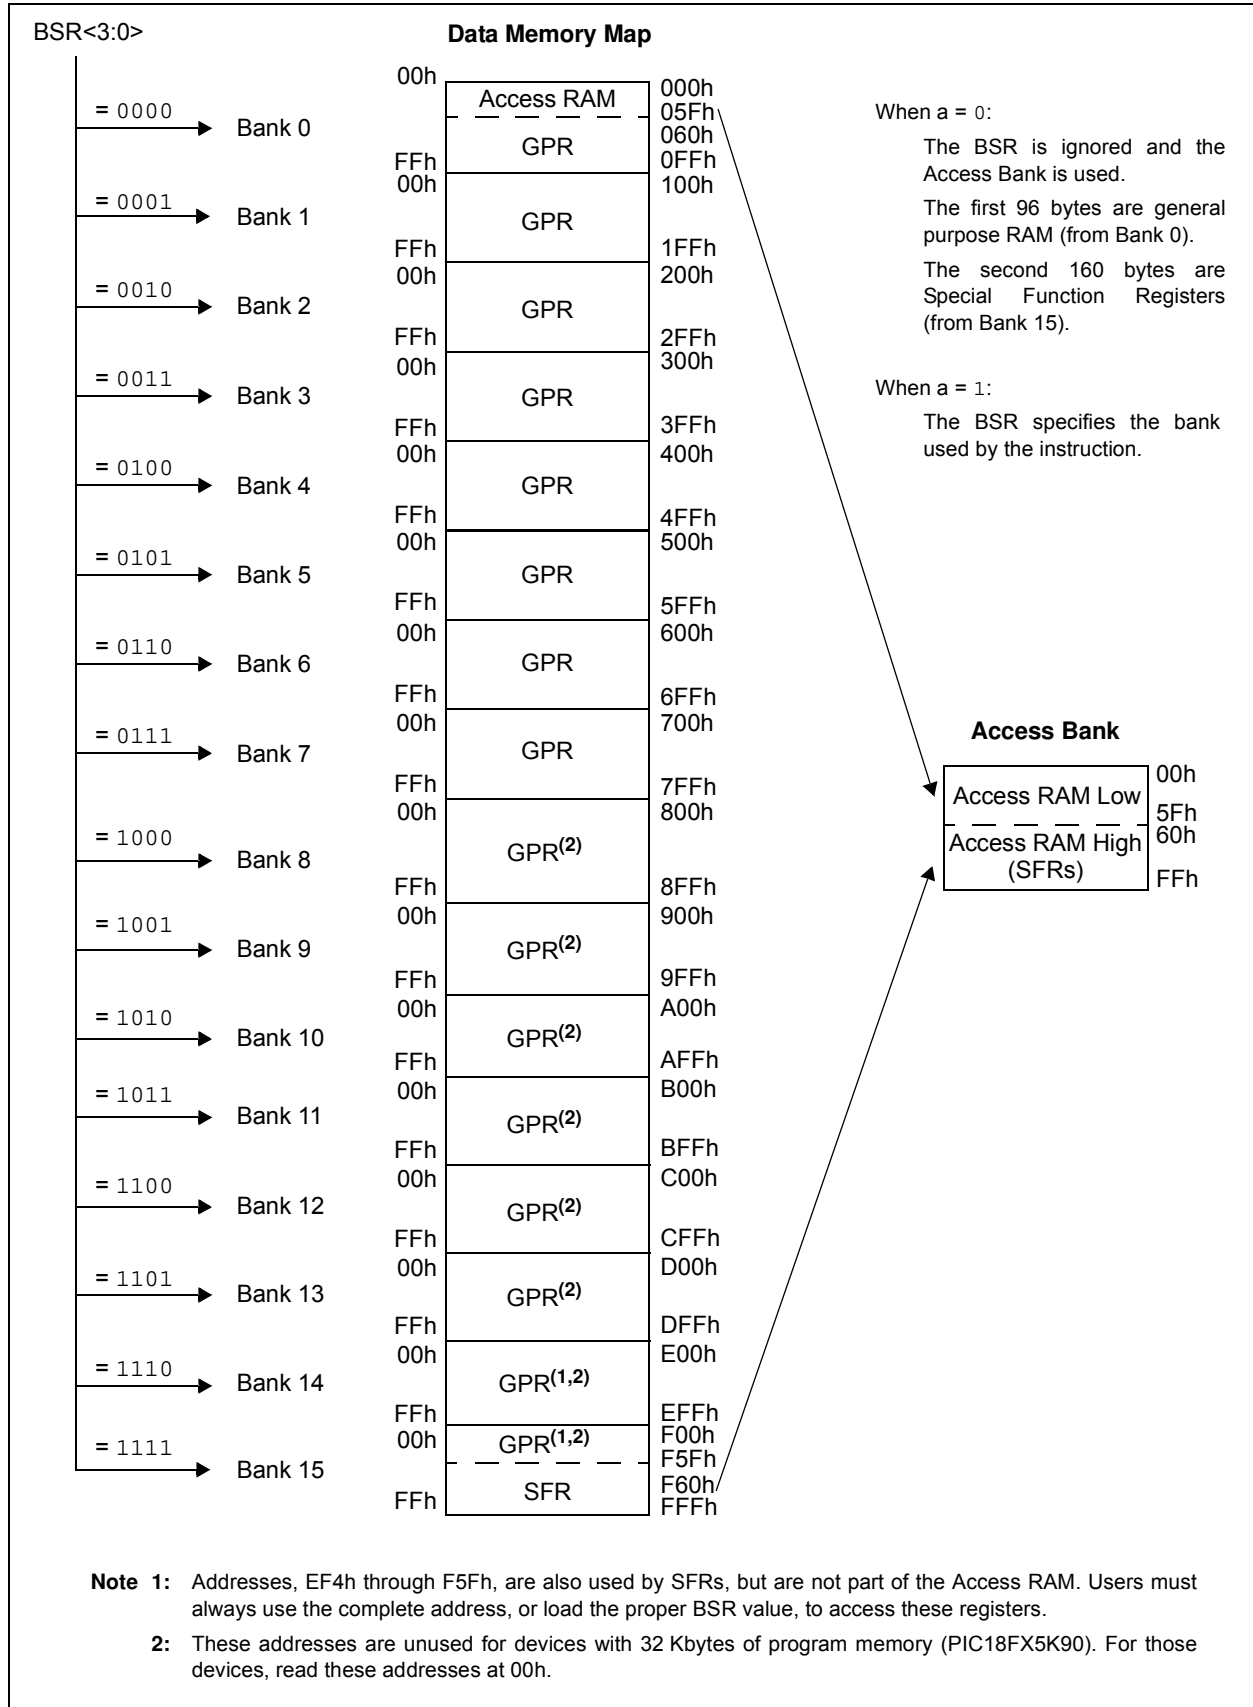 BSR<3:0>
Data Memory Map
= 0000
Bank 0
00h
Access RAM
000h
05Fh
GPR
060h
FFh
0FFh
= 0001
Bank 1
00h
GPR
100h
FFh
1FFh
= 0010
Bank 2
00h
GPR
200h
FFh
2FFh
= 0011
Bank 3
00h
GPR
300h
FFh
3FFh
= 0100
Bank 4
00h
GPR
400h
FFh
4FFh
= 0101
Bank 5
00h
GPR
500h
FFh
5FFh
= 0110
Bank 6
00h
GPR
600h
FFh
6FFh
= 0111
Bank 7
00h
GPR
700h
FFh
7FFh
= 1000
Bank 8
00h
GPR(2)
800h
FFh
8FFh
= 1001
Bank 9
00h
GPR(2)
900h
FFh
9FFh
= 1010
Bank 10
00h
GPR(2)
A00h
FFh
AFFh
= 1011
Bank 11
00h
GPR(2)
B00h
FFh
BFFh
= 1100
Bank 12
00h
GPR(2)
C00h
FFh
CFFh
= 1101
Bank 13
00h
GPR(2)
D00h
FFh
DFFh
= 1110
Bank 14
00h
GPR(1,2)
E00h
FFh
EFFh
= 1111
Bank 15
00h
GPR(1,2)
F00h
F5Fh
SFR
F60h
FFh
FFFh
When a = 0:
The BSR is ignored and the
Access Bank is used.
The first 96 bytes are general
purpose RAM (from Bank 0).
The second 160 bytes are
Special Function Registers
(from Bank 15).
When a = 1:
The BSR specifies the bank
used by the instruction.
Access Bank
Access RAM Low
00h
5Fh
Access RAM High
(SFRs)
60h
FFh
Note 1: Addresses, EF4h through F5Fh, are also used by SFRs, but are not part of the Access RAM. Users must
always use the complete address, or load the proper BSR value, to access these registers.
2: These addresses are unused for devices with 32 Kbytes of program memory (PIC18FX5K90). For those
devices, read these addresses at 00h.